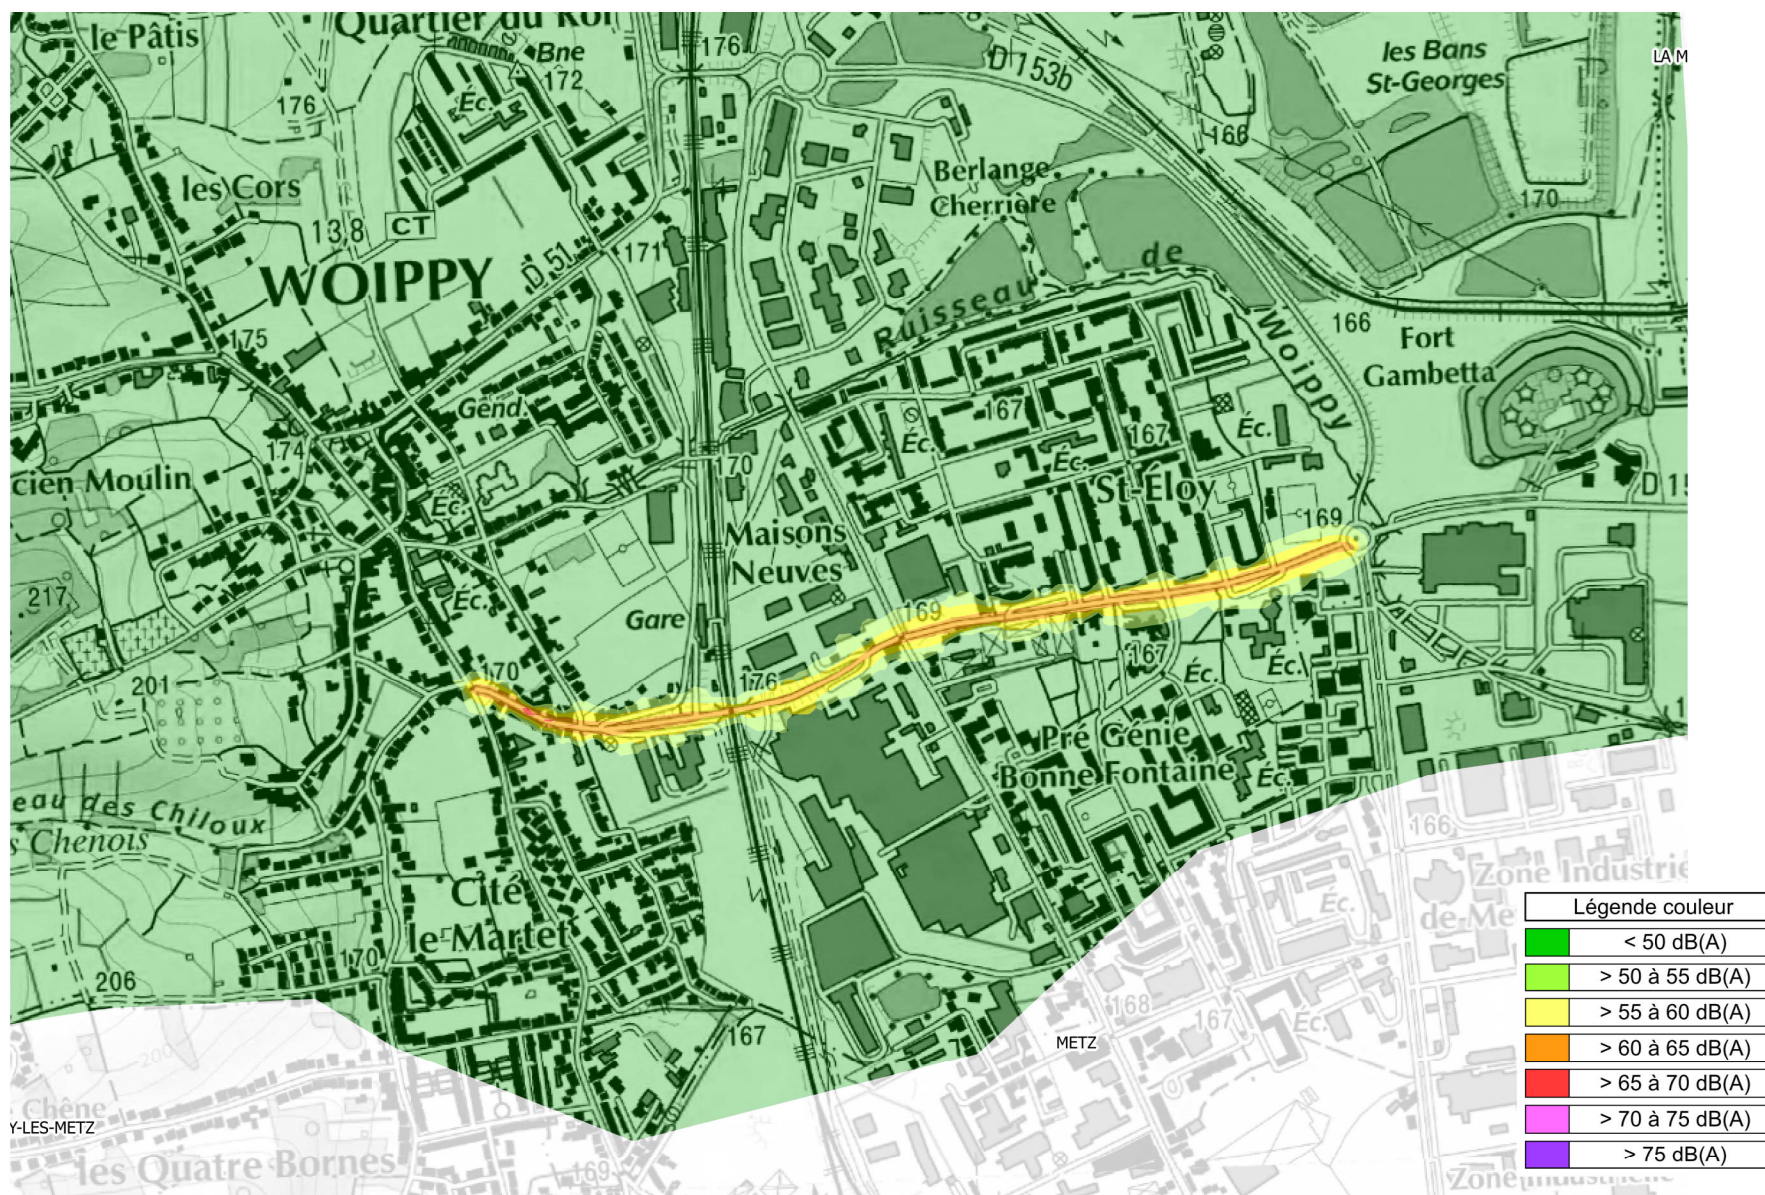 le Pâtis
Quartier du Roi
Bne
172
176
D 153b
les Bans
St-Georges
LA M
176
Éc.
166
les Cors
Berlange
Cherrière
170
138
CT
171
D 51
WOIPPY
Ruisseau de Woippy
166
175
Fort
Gambetta
Gend.
167
174
Éc.
167
Éc.
Éc.
cien Moulin
170
St-Éloy
D 15
Éc.
Maisons
Neuves
169
217
Éc.
Gare
169
167
Éc.
Éc.
201
170
176
Pré Génie
Bonne Fontaine
Éc.
eau des Chiloux
s Chenois
166
Zone Industrie
de Me
Éc.
Cité
le Martet
170
206
168
167
Éc.
167
METZ
200
Chêne
Y-LES-METZ
les Quatre Bornes
169
Zone Industrielle
Légende couleur
< 50 dB(A)
> 50 à 55 dB(A)
> 55 à 60 dB(A)
> 60 à 65 dB(A)
> 65 à 70 dB(A)
> 70 à 75 dB(A)
> 75 dB(A)